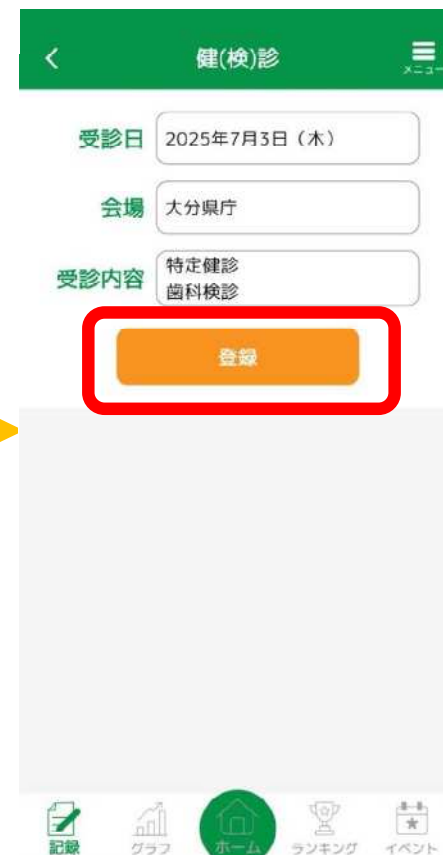 健(検)診
メニュー
受診日
2025年7月3日（木）
会場
大分県庁
受診内容
特定健診
歯科検診
登録
記録
グラフ
ホーム
ランキング
イベント